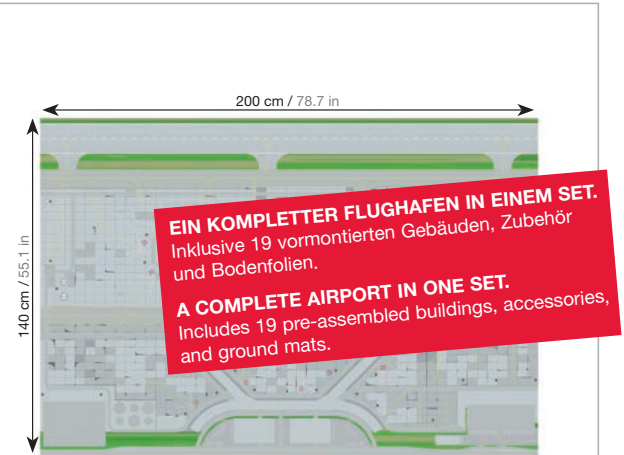 200 cm / 78.7 in
140 cm / 55.1 in
EIN KOMPLETTER FLUGHAFEN IN EINEM SET.
Inklusive 19 vormontierten Gebäuden, Zubehör
und Bodenfolien.
A COMPLETE AIRPORT IN ONE SET.
Includes 19 pre-assembled buildings, accessories,
and ground mats.